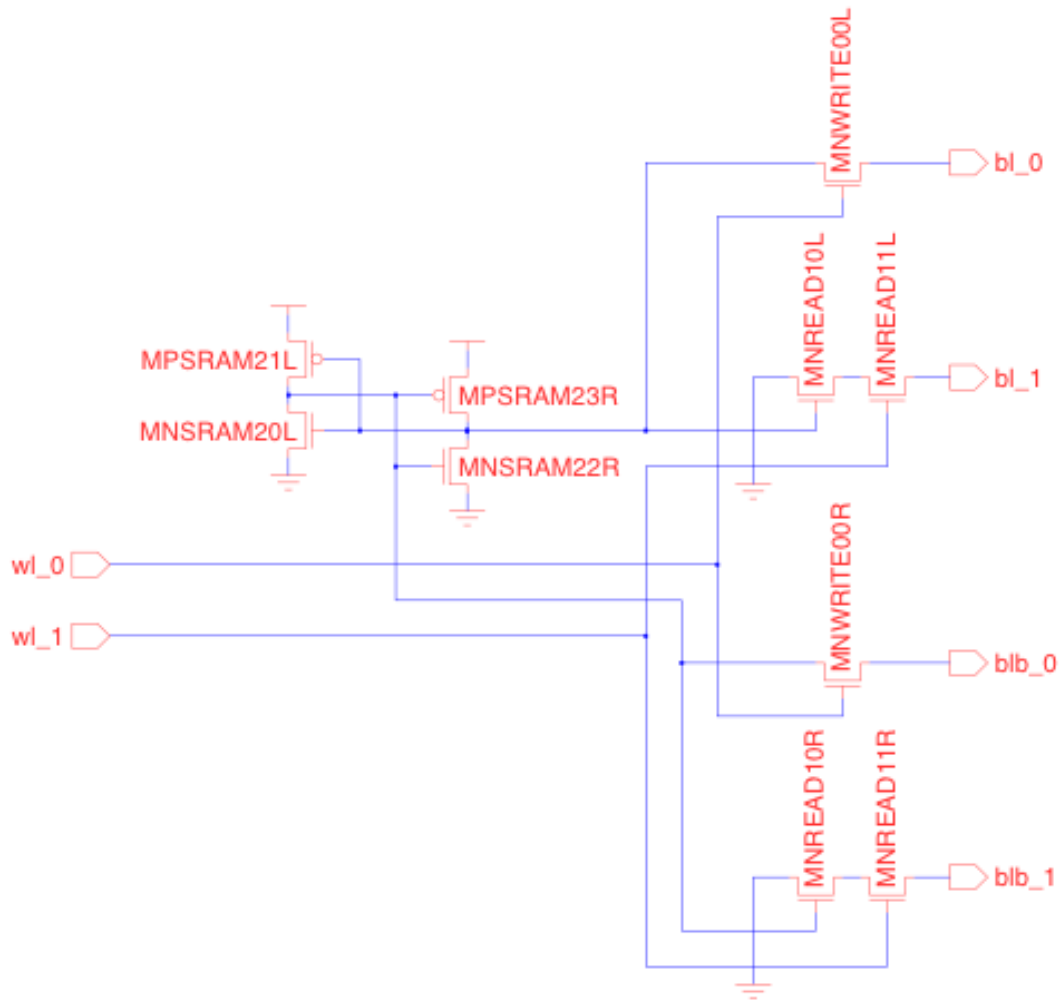 MNWRITE00L
bl_0
MNREAD10L
MNREAD11L
MPSRAM21L
bl_1
MPSRAM23R
MNSRAM20L
MNSRAM22R
wl_0
MNWRITE00R
wl_1
blb_0
MNREAD10R
MNREAD11R
blb_1